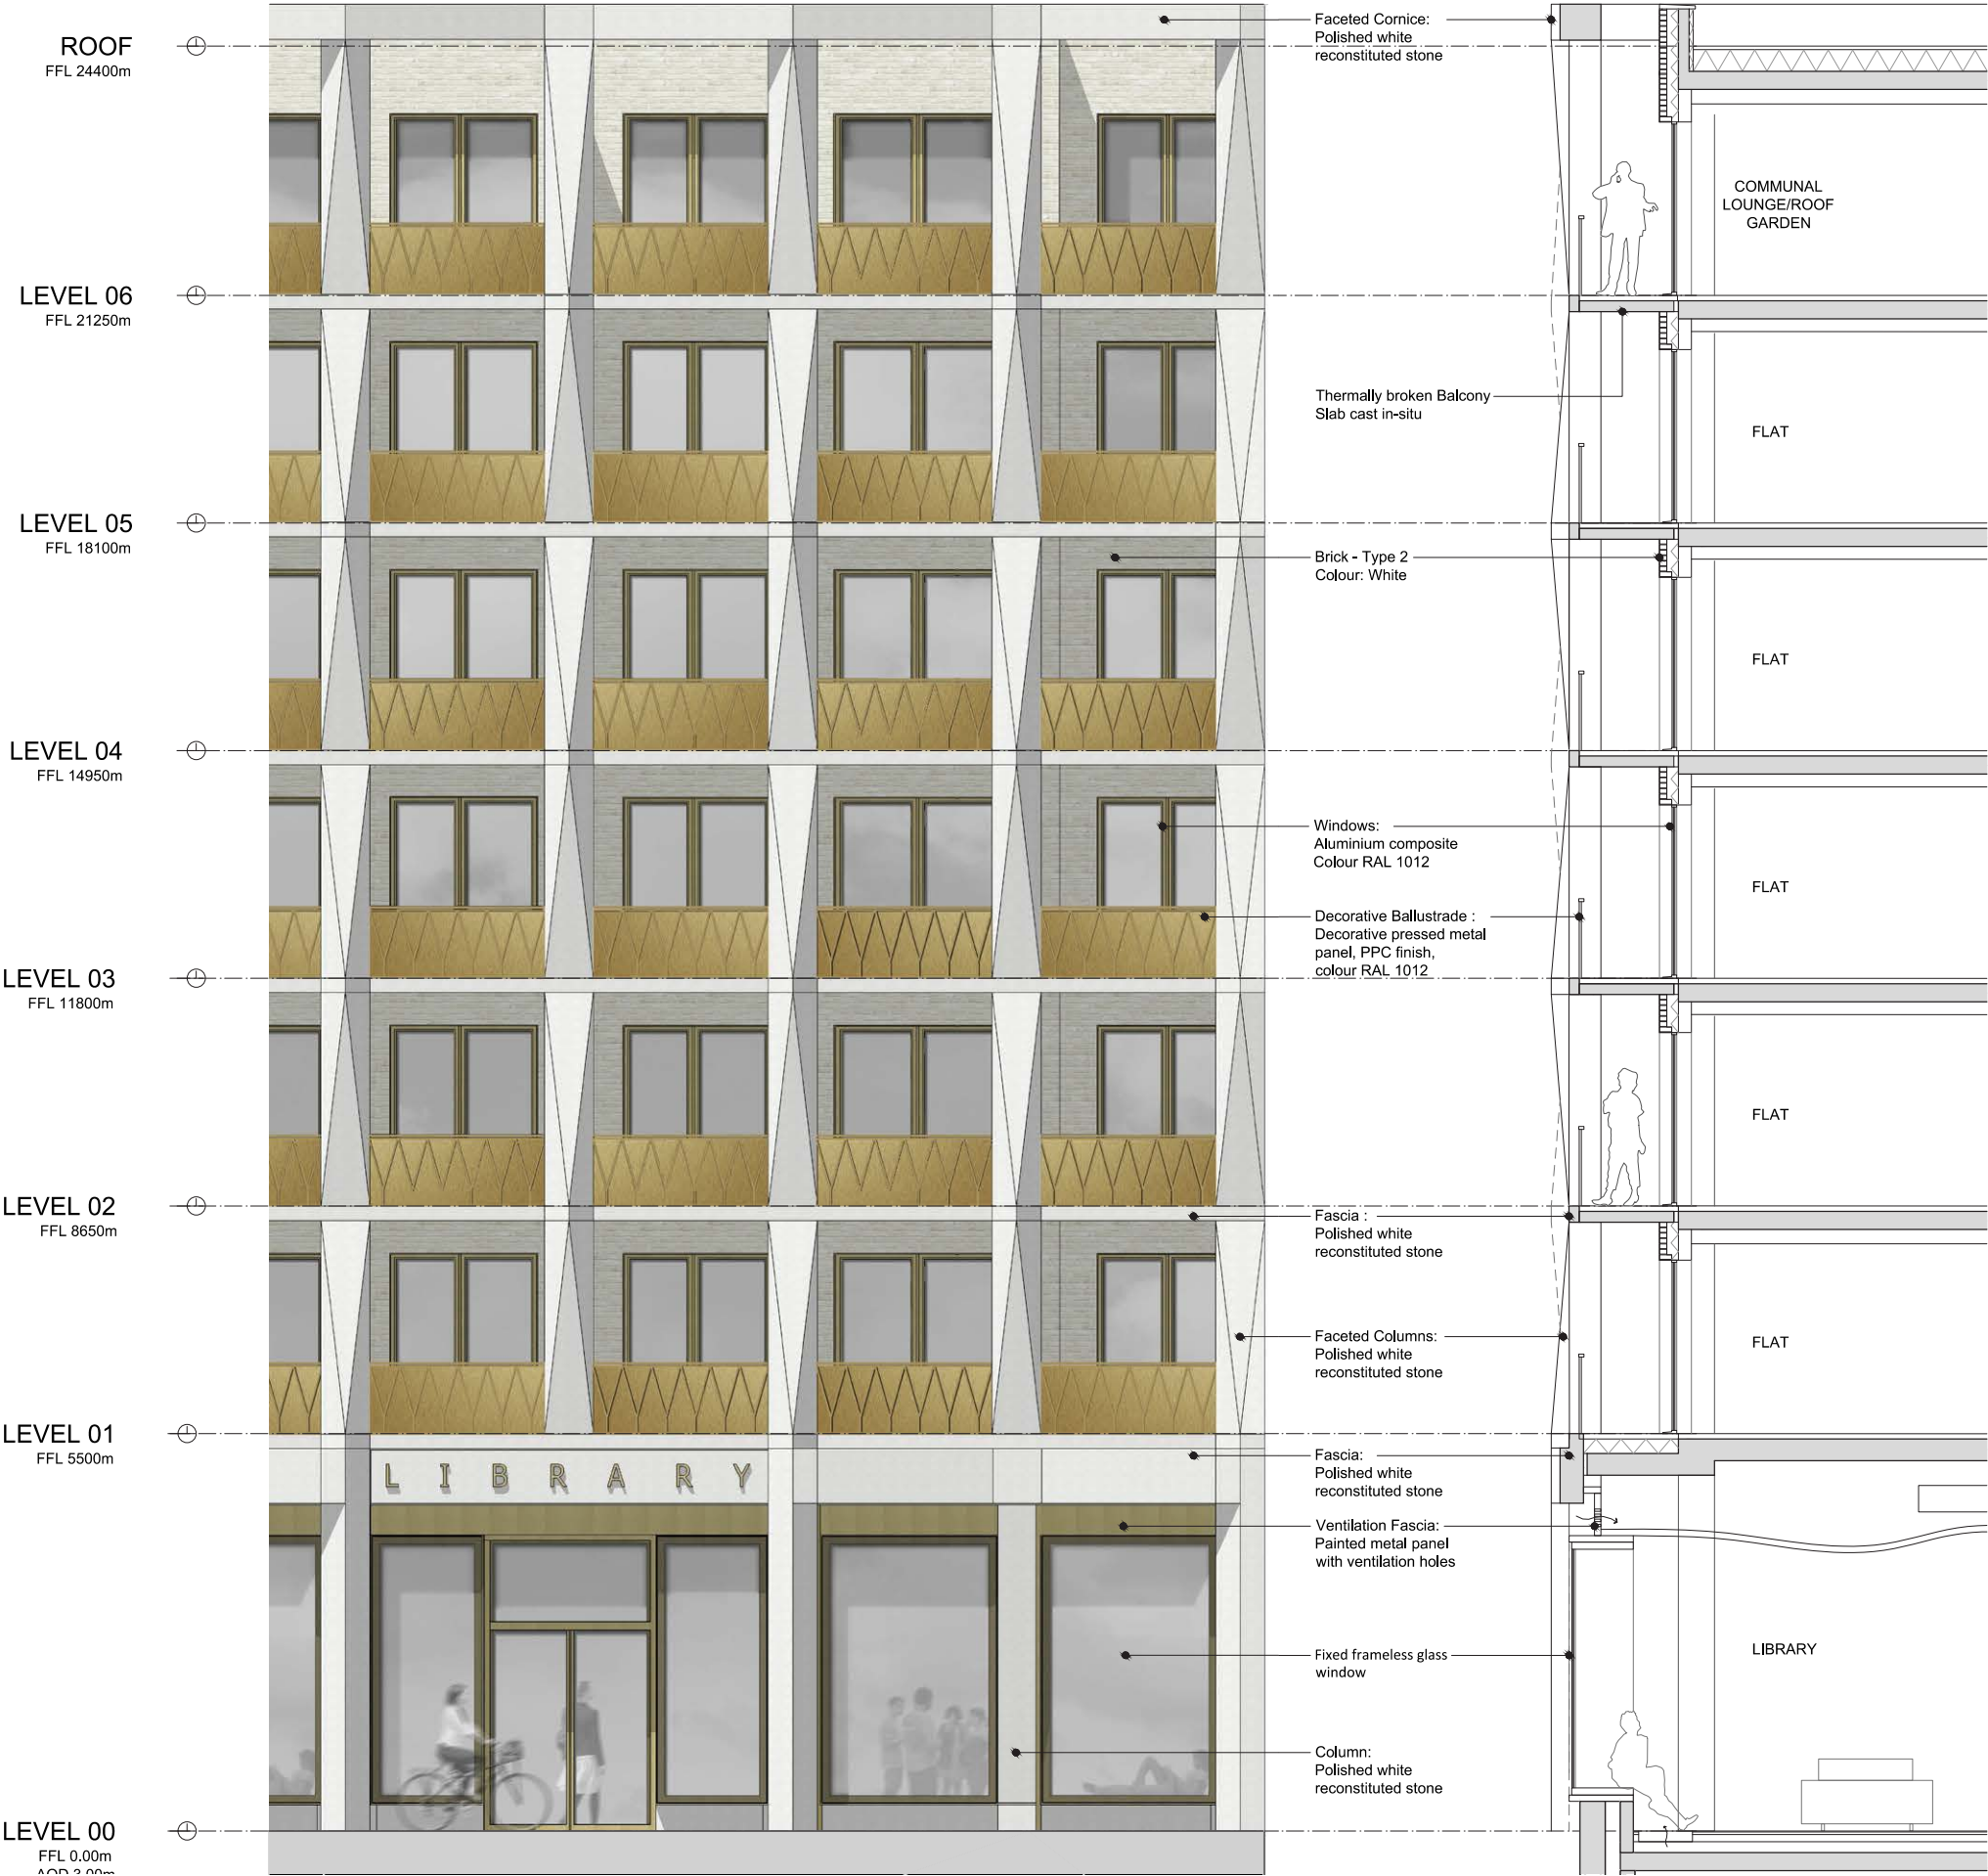 ROOF
FFL 24400m
LEVEL 06
FFL 21250m
LEVEL 05
FFL 18100m
LEVEL 04
FFL 14950m
LEVEL 03
FFL 11800m
LEVEL 02
FFL 8650m
LEVEL 01
FFL 5500m
LEVEL 00
FFL 0.00m
AOD 3.00m
LIBRARY
Faceted Cornice:
Polished white
reconstituted stone
Thermally broken Balcony
Slab cast in-situ
Brick - Type 2
Colour: White
Windows:
Aluminium composite
Colour RAL 1012
Decorative Ballustrade :
Decorative pressed metal
panel, PPC finish,
colour RAL 1012
Fascia :
Polished white
reconstituted stone
Faceted Columns:
Polished white
reconstituted stone
Fascia:
Polished white
reconstituted stone
Ventilation Fascia:
Painted metal panel
with ventilation holes
Fixed frameless glass
window
Column:
Polished white
reconstituted stone
COMMUNAL
LOUNGE/ROOF
GARDEN
FLAT
FLAT
FLAT
FLAT
FLAT
LIBRARY